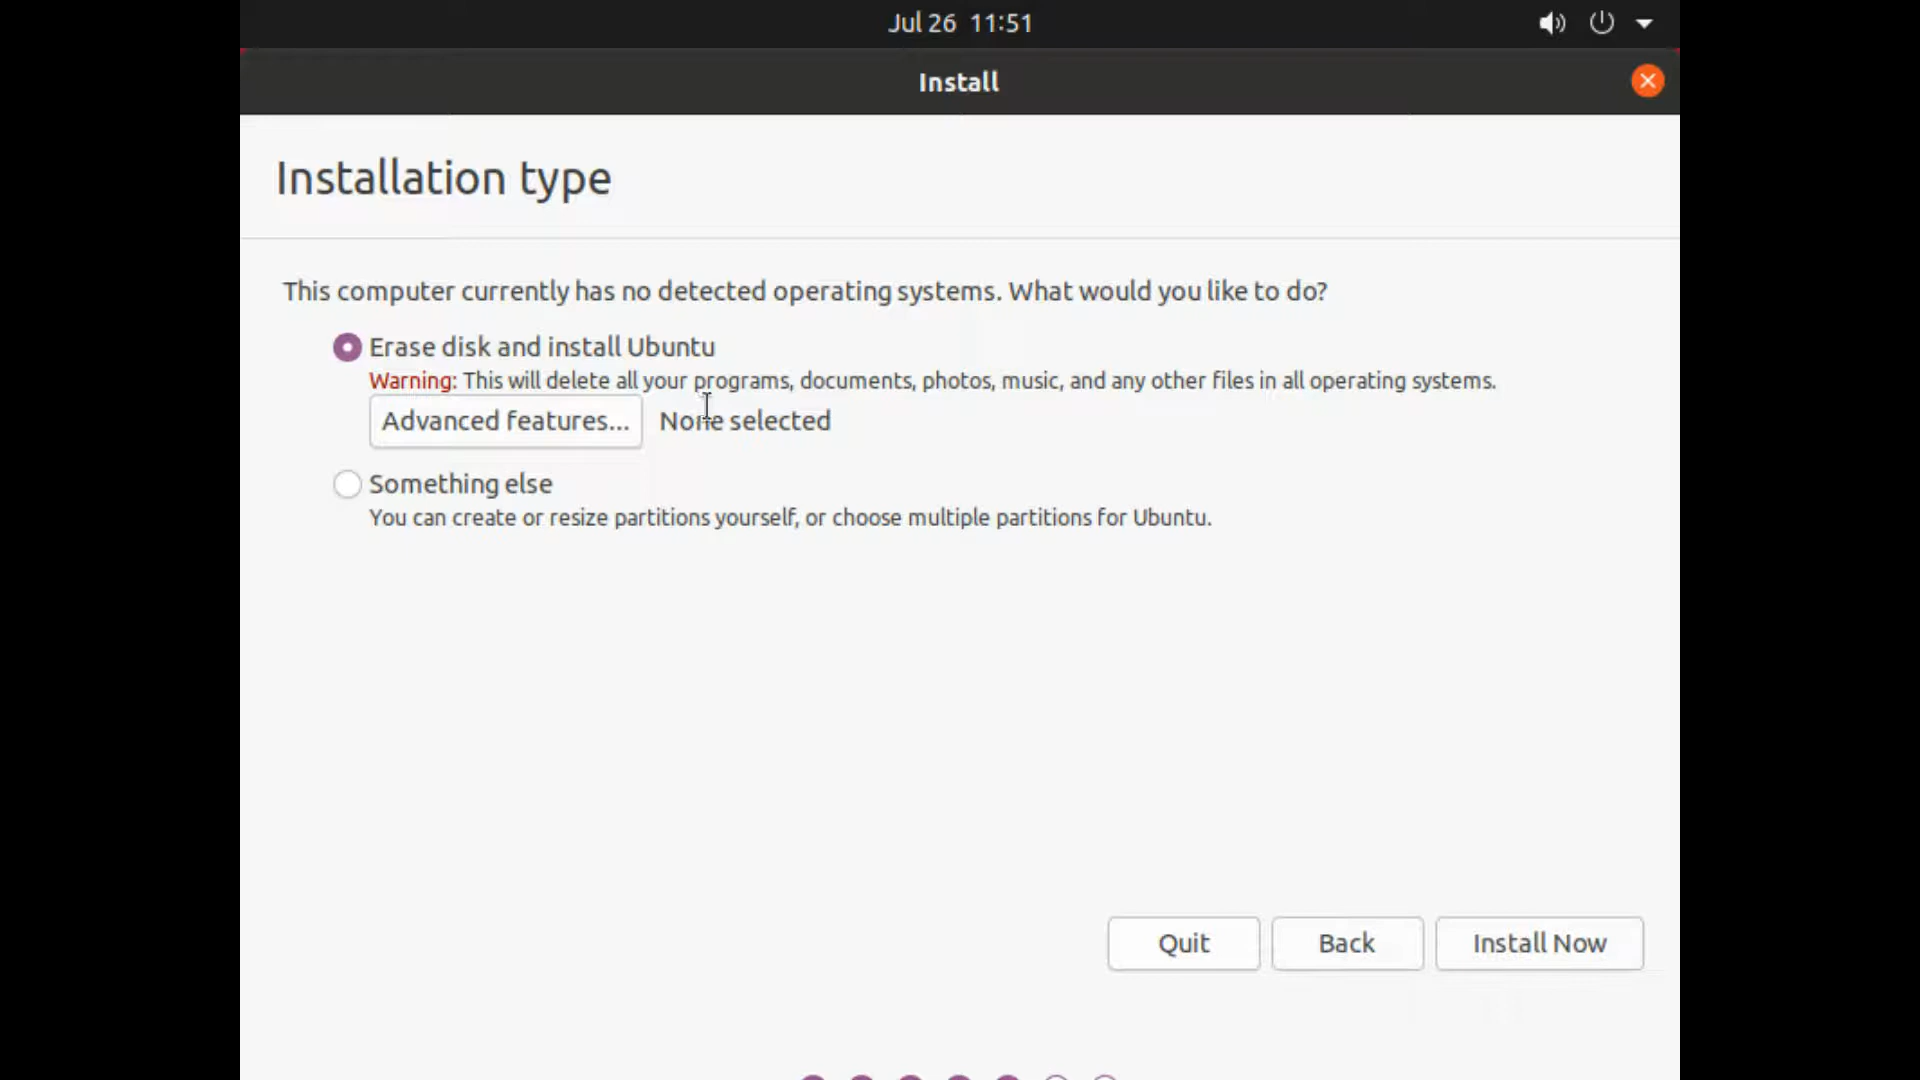 Jul 26 11:51
Install
Installation type
This computer currently has no detected operating systems. What would you like to do?
Erase disk and install Ubuntu
Warning: This will delete all your programs, documents, photos, music, and any other files in all operating systems.
Advanced features... None selected
Something else
You can create or resize partitions yourself, or choose multiple partitions for Ubuntu.
Quit Back Install Now